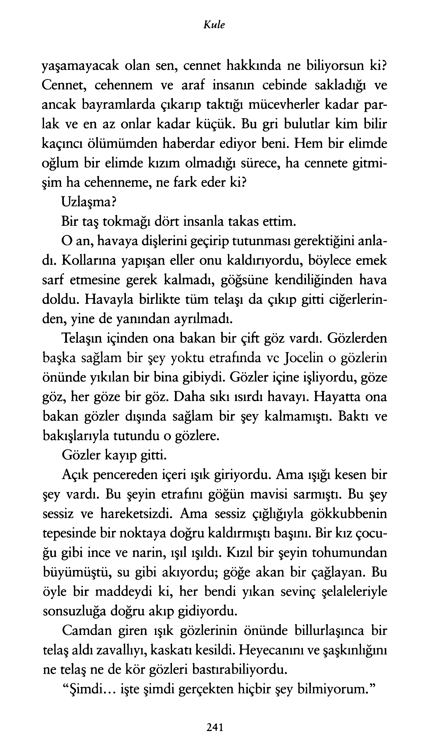 Kule
yaşamayacak olan sen, cennet hakkında ne biliyorsun ki?
Cennet, cehennem ve araf insanın cebinde sakladığı ve
ancak bayramlarda çıkarıp taktığı mücevherler kadar par-
lak ve en az onlar kadar küçük. Bu gri bulutlar kim bilir
kaçıncı ölümümden haberdar ediyor beni. Hem bir elimde
oğlum bir elimde kızım olmadığı sürece, ha cennete gitmi-
şim ha cehenneme, ne fark eder ki?
Uzlaşma?
Bir taş tokmağı dört insanla takas ettim.
O an, havaya dişlerini geçirip tutunması gerektiğini anla-
dı. Kollarına yapışan eller onu kaldırıyordu, böylece emek
sarf etmesine gerek kalmadı, göğsüne kendiliğinden hava
doldu. Havayla birlikte tüm telaşı da çıkıp gitti ciğerlerin-
den, yine de yanından ayrılmadı.
Telaşın içinden ona bakan bir çift göz vardı. Gözlerden
başka sağlam bir şey yoktu etrafında ve Jocelin o gözlerin
önünde yıkılan bir bina gibiydi. Gözler içine işliyordu, göze
göz, her göze bir göz. Daha sıkı ısırdı havayı. Hayatta ona
bakan gözler dışında sağlam bir şey kalmamıştı. Baktı ve
bakışlarıyla tutundu o gözlere.
Gözler kayıp gitti.
Açık pencereden içeri ışık giriyordu. Ama ışığı kesen bir
şey vardı. Bu şeyin etrafını göğün mavisi sarmıştı. Bu şey
sessiz ve hareketsizdi. Ama sessiz çığlığıyla gökkubbenin
tepesinde bir noktaya doğru kaldırmıştı başını. Bir kız çocu-
ğu gibi ince ve narin, ışıl ışıldı. Kızıl bir şeyin tohumundan
büyümüştü, su gibi akıyordu; göğe akan bir çağlayan. Bu
öyle bir maddeydi ki, her bendi yıkan sevinç şelaleleriyle
sonsuzluğa doğru akıp gidiyordu.
Camdan giren ışık gözlerinin önünde billurlaşınca bir
telaş aldı zavallıyı, kaskatı kesildi. Heyecanını ve şaşkınlığını
ne telaş ne de kör gözleri bastırabiliyordu.
“Şimdi... işte şimdi gerçekten hiçbir şey bilmiyorum.”
241